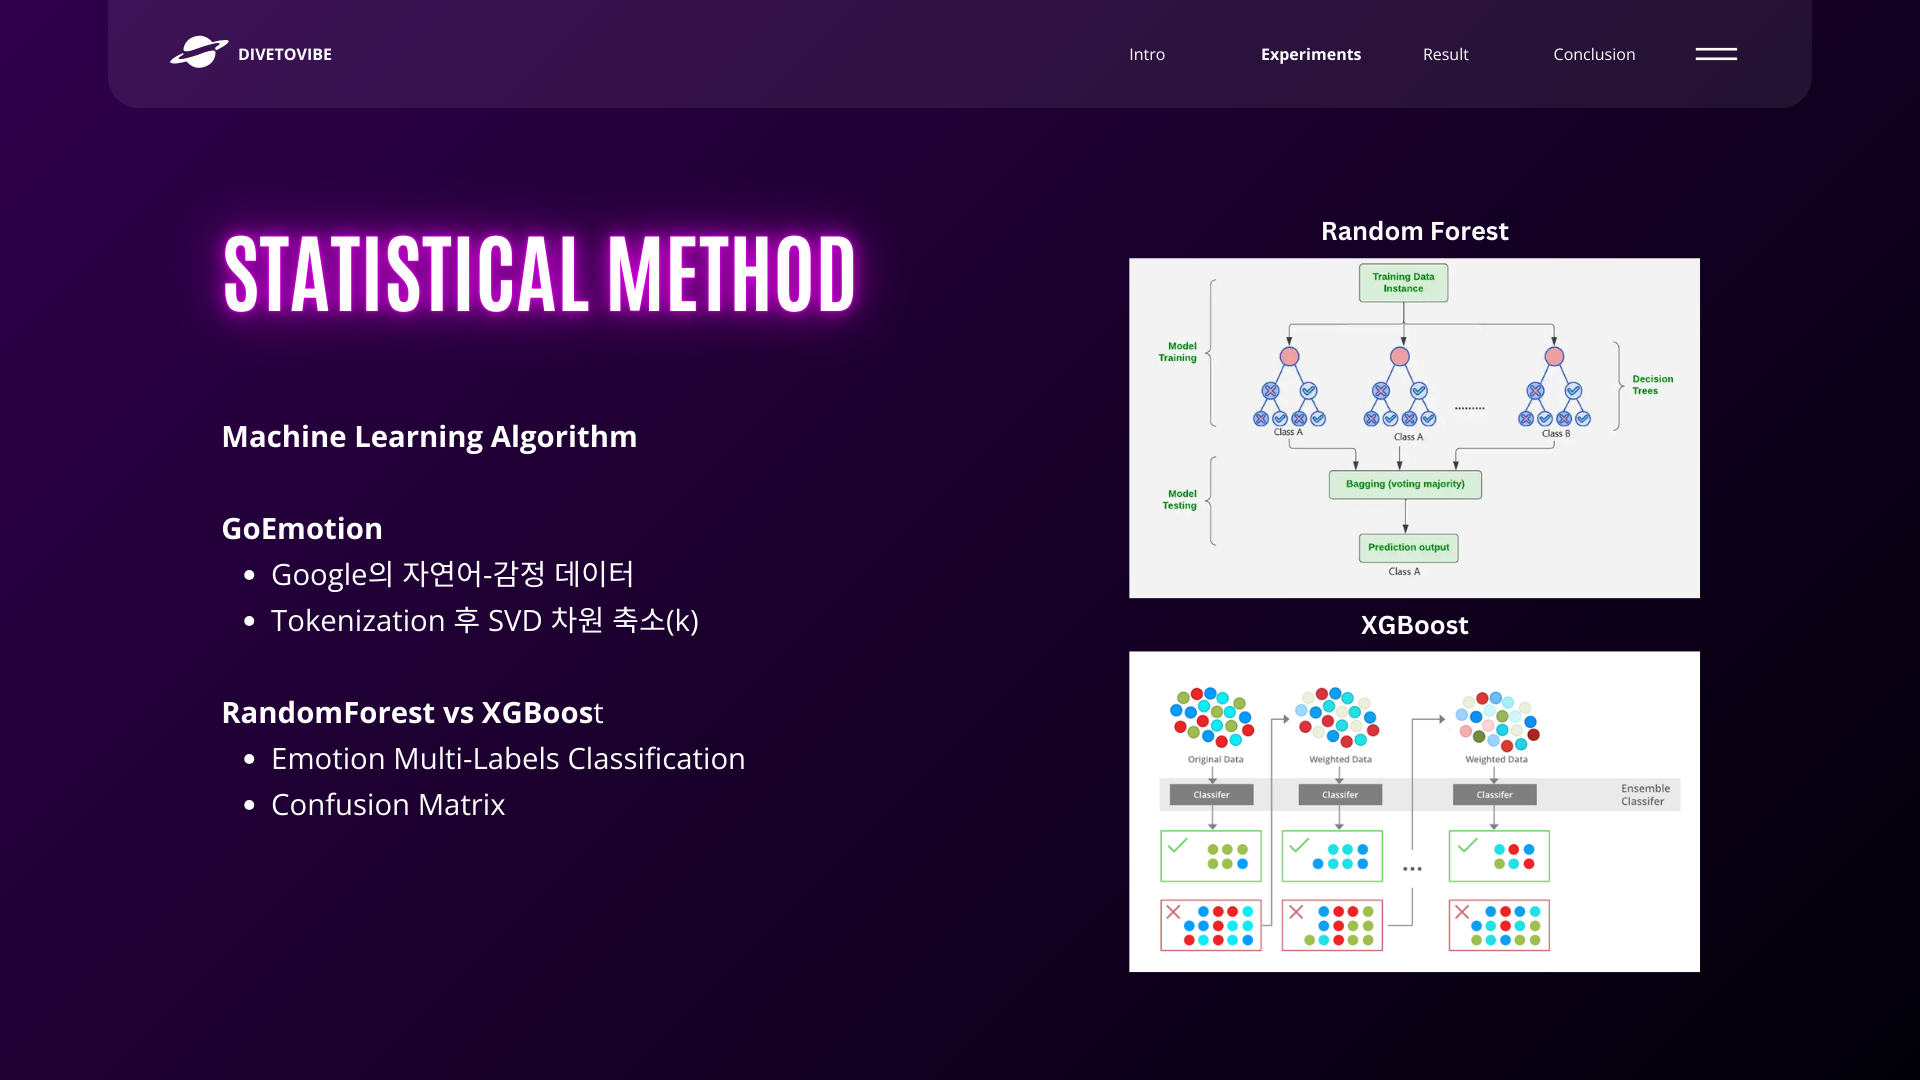 DIVETOVIBE
Intro
Experiments
Result
Conclusion
STATISTICAL METHOD
Machine Learning Algorithm
GoEmotion
Google의 자연어-감정 데이터
Tokenization 후 SVD 차원 축소(k)
RandomForest vs XGBoost
Emotion Multi-Labels Classification
Confusion Matrix
Random Forest
Training Data
Instance
Model
Training
Decision
Trees
.........
Class A
Class A
Class B
Bagging (voting majority)
Model
Testing
Prediction output
Class A
XGBoost
Original Data
Weighted Data
Weighted Data
Classifer
Classifer
Classifer
Ensemble
Classifer
...